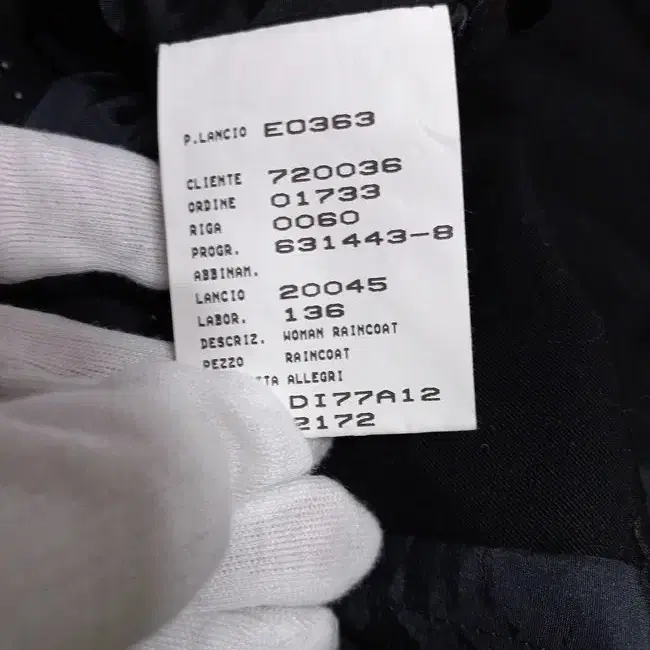 P.LANCIO E0363
CLIENTE 720036
ORDINE 01733
RIGA 0060
PROGR. 631443-8
ABBINAM.
LANCIO 20045
LABOR. 136
DESCRIZ. WOMAN RAINCOAT
PEZZO RAINCOAT
ALLEGRI
DI77A12
2172